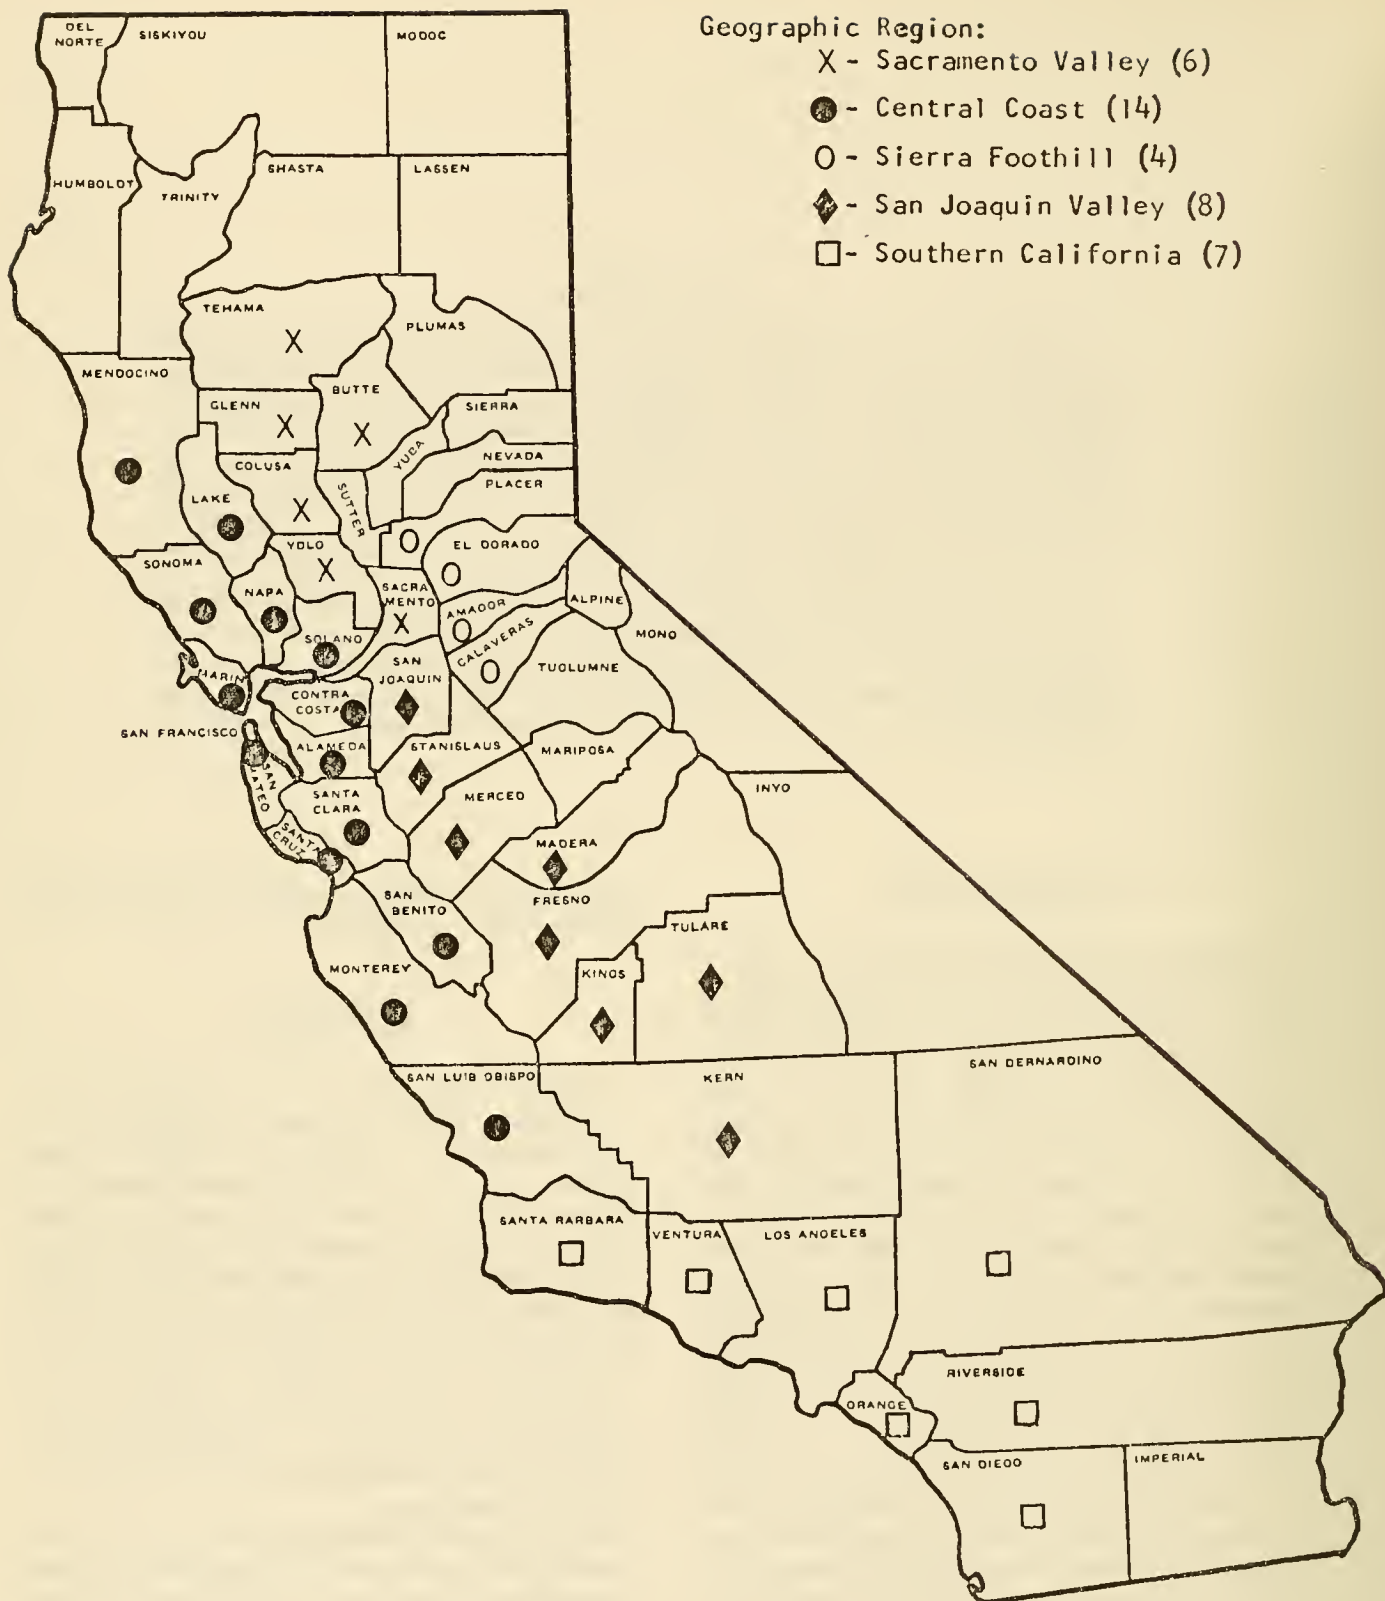 Geographic Region:
X - Sacramento Valley (6)
● - Central Coast (14)
O - Sierra Foothill (4)
♦ - San Joaquin Valley (8)
□ - Southern California (7)
DEL
NORTE
SISKIYOU
MODOC
HUMBOLDT
TRINITY
SHASTA
LASSEN
TEHAMA
PLUMAS
MENDOCINO
GLENN
BUTTE
SIERRA
COLUSA
YUBA
NEVADA
LAKE
SUTTER
PLACER
SONOMA
YOLO
EL DORADO
NAPA
SACRA
MENTO
AMADOR
ALPINE
SOLANO
CALAVERAS
MONO
MARIN
SAN
JOAQUIN
TUOLUMNE
CONTRA
COSTA
SAN FRANCISCO
ALAMEDA
STANISLAUS
MARIPOSA
SAN
MATEO
SANTA
CLARA
MERCED
INYO
SANTA
CRUZ
MADERA
SAN
BENITO
FRESNO
TULARE
MONTEREY
KINGS
SAN LUIS OBISPO
KERN
SAN BERNARDINO
SANTA BARBARA
VENTURA
LOS ANGELES
RIVERSIDE
ORANGE
SAN DIEGO
IMPERIAL